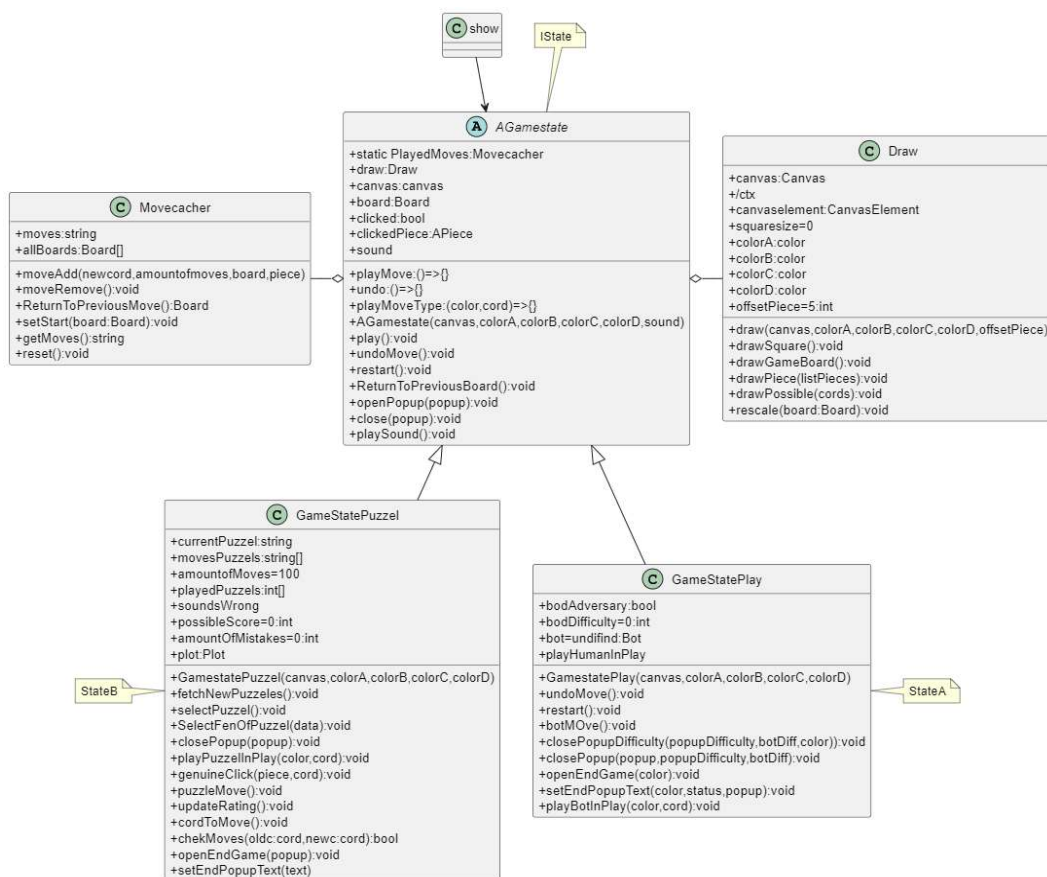 C show
IState
A AGamestate
+static PlayedMoves:Movecacher
+draw:Draw
+canvas:canvas
+board:Board
+clicked:bool
+clickedPiece:APiece
+sound
+playMove:()=>{}
+undo:()=>{}
+playMoveType:(color,cord)=>{}
+AGamestate(canvas,colorA,colorB,colorC,colorD,sound)
+play():void
+undoMove():void
+restart():void
+ReturnToPreviousBoard():void
+openPopup(popup):void
+close(popup):void
+playSound():void
C Movecacher
+moves:string
+allBoards:Board[]
+moveAdd(newcord,amountofmoves,board,piece)
+moveRemove():void
+ReturnToPreviousMove():Board
+setStart(board:Board):void
+getMoves():string
+reset():void
C Draw
+canvas:Canvas
+/ctx
+canvaselement:CanvasElement
+squaresize=0
+colorA:color
+colorB:color
+colorC:color
+colorD:color
+offsetPiece=5:int
+draw(canvas,colorA,colorB,colorC,colorD,offsetPiece)
+drawSquare():void
+drawGameBoard():void
+drawPiece(listPieces):void
+drawPossible(cords):void
+rescale(board:Board):void
C GameStatePuzzel
+currentPuzzel:string
+movesPuzzels:string[]
+amountofMoves=100
+playedPuzzels:int[]
+soundsWrong
+possibleScore=0:int
+amountOfMistakes=0:int
+plot:Plot
+GamestatePuzzel(canvas,colorA,colorB,colorC,colorD)
+fetchNewPuzzeles():void
+selectPuzzel():void
+SelectFenOfPuzzel(data):void
+closePopup(popup):void
+playPuzzelInPlay(color,cord):void
+genuineClick(piece,cord):void
+puzzleMove():void
+updateRating():void
+cordToMove():void
+chekMoves(oldc:cord,newc:cord):bool
+openEndGame(popup):void
+setEndPopupText(text)
StateB
C GameStatePlay
+bodAdversary:bool
+bodDifficulty=0:int
+bot=undifind:Bot
+playHumanInPlay
+GamestatePlay(canvas,colorA,colorB,colorC,colorD)
+undoMove():void
+restart():void
+botMOve():void
+closePopupDifficulty(popupDifficulty,botDiff,color)):void
+closePopup(popup,popupDifficulty,botDiff):void
+openEndGame(color):void
+setEndPopupText(color,status,popup):void
+playBotInPlay(color,cord):void
StateA